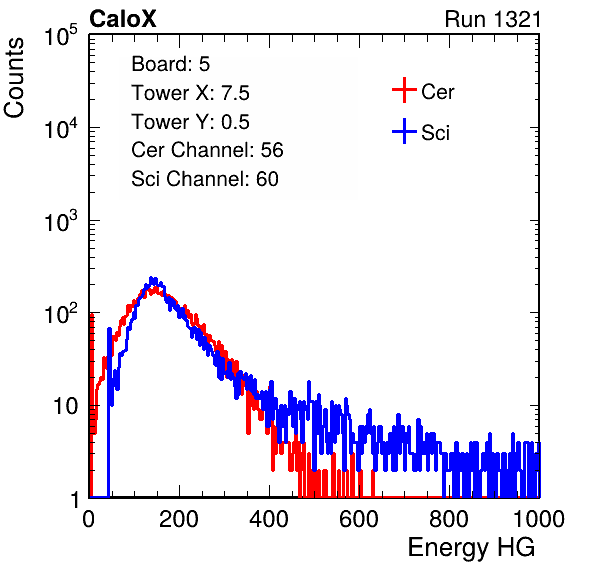 CaloX Run 1321
Counts
Board: 5
Tower X: 7.5
Tower Y: 0.5
Cer Channel: 56
Sci Channel: 60
Cer
Sci
10^5
10^4
10^3
10^2
10
1
0 200 400 600 800 1000
Energy HG